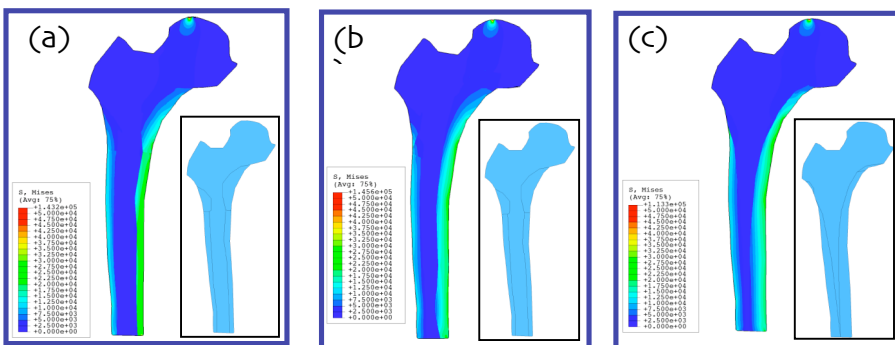 (a)
S, Mises
(Avg: 75%)
+1.432e+05
+5.000e+04
+4.750e+04
+4.500e+04
+4.250e+04
+4.000e+04
+3.750e+04
+3.500e+04
+3.250e+04
+3.000e+04
+2.750e+04
+2.500e+04
+2.250e+04
+2.000e+04
+1.750e+04
+1.500e+04
+1.250e+04
+1.000e+04
+7.500e+03
+5.000e+03
+2.500e+03
+0.000e+00
(b
)
S, Mises
(Avg: 75%)
+1.456e+05
+5.000e+04
+4.750e+04
+4.500e+04
+4.250e+04
+4.000e+04
+3.750e+04
+3.500e+04
+3.250e+04
+3.000e+04
+2.750e+04
+2.500e+04
+2.250e+04
+2.000e+04
+1.750e+04
+1.500e+04
+1.250e+04
+1.000e+04
+7.500e+03
+5.000e+03
+2.500e+03
+0.000e+00
(c)
S, Mises
(Avg: 75%)
+1.133e+05
+5.000e+04
+4.750e+04
+4.500e+04
+4.250e+04
+4.000e+04
+3.750e+04
+3.500e+04
+3.250e+04
+3.000e+04
+2.750e+04
+2.500e+04
+2.250e+04
+2.000e+04
+1.750e+04
+1.500e+04
+1.250e+04
+1.000e+04
+7.500e+03
+5.000e+03
+2.500e+03
+0.000e+00